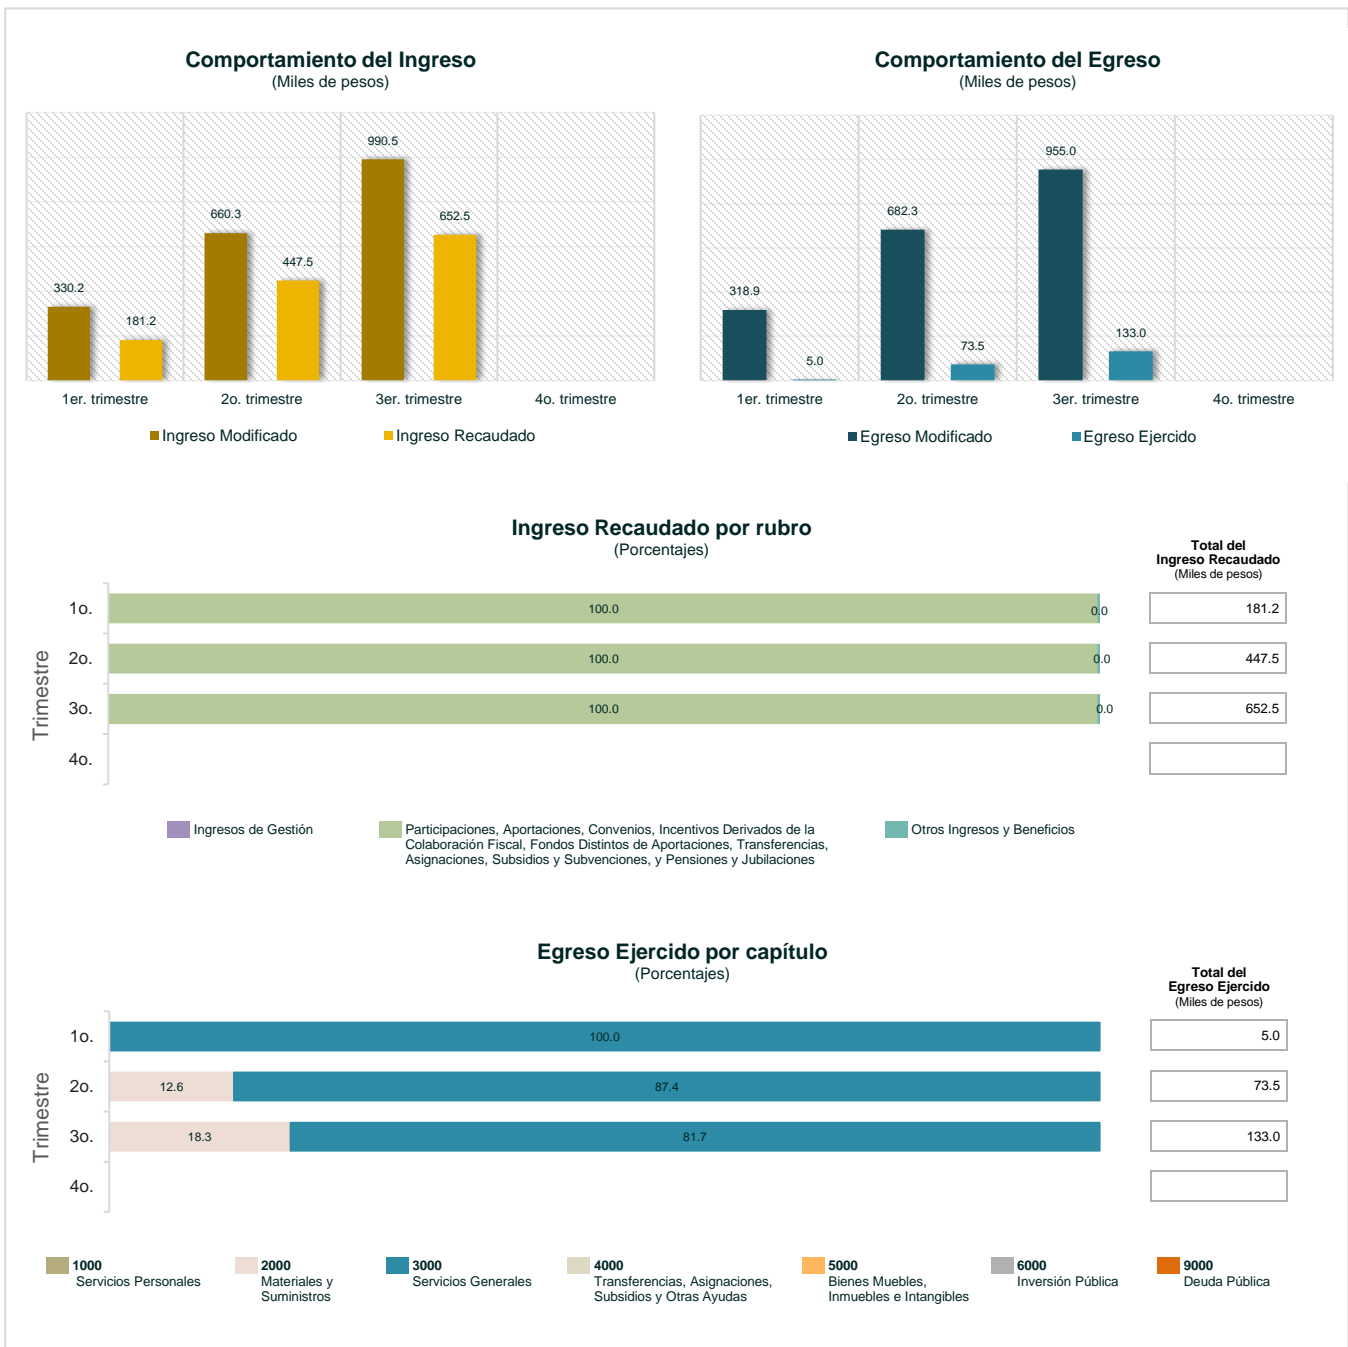 Comportamiento del Ingreso
(Miles de pesos)
990.5
660.3
652.5
447.5
330.2
181.2
1er. trimestre
2o. trimestre
3er. trimestre
4o. trimestre
Ingreso Modificado
Ingreso Recaudado
Comportamiento del Egreso
(Miles de pesos)
955.0
682.3
318.9
133.0
73.5
5.0
1er. trimestre
2o. trimestre
3er. trimestre
4o. trimestre
Egreso Modificado
Egreso Ejercido
Ingreso Recaudado por rubro
(Porcentajes)
Total del
Ingreso Recaudado
(Miles de pesos)
Trimestre
1o.
100.0
0.0
181.2
2o.
100.0
0.0
447.5
3o.
100.0
0.0
652.5
4o.
Ingresos de Gestión
Participaciones, Aportaciones, Convenios, Incentivos Derivados de la
Colaboración Fiscal, Fondos Distintos de Aportaciones, Transferencias,
Asignaciones, Subsidios y Subvenciones, y Pensiones y Jubilaciones
Otros Ingresos y Beneficios
Egreso Ejercido por capítulo
(Porcentajes)
Total del
Egreso Ejercido
(Miles de pesos)
Trimestre
1o.
100.0
5.0
2o.
12.6
87.4
73.5
3o.
18.3
81.7
133.0
4o.
1000
Servicios Personales
2000
Materiales y
Suministros
3000
Servicios Generales
4000
Transferencias, Asignaciones,
Subsidios y Otras Ayudas
5000
Bienes Muebles,
Inmuebles e Intangibles
6000
Inversión Pública
9000
Deuda Pública